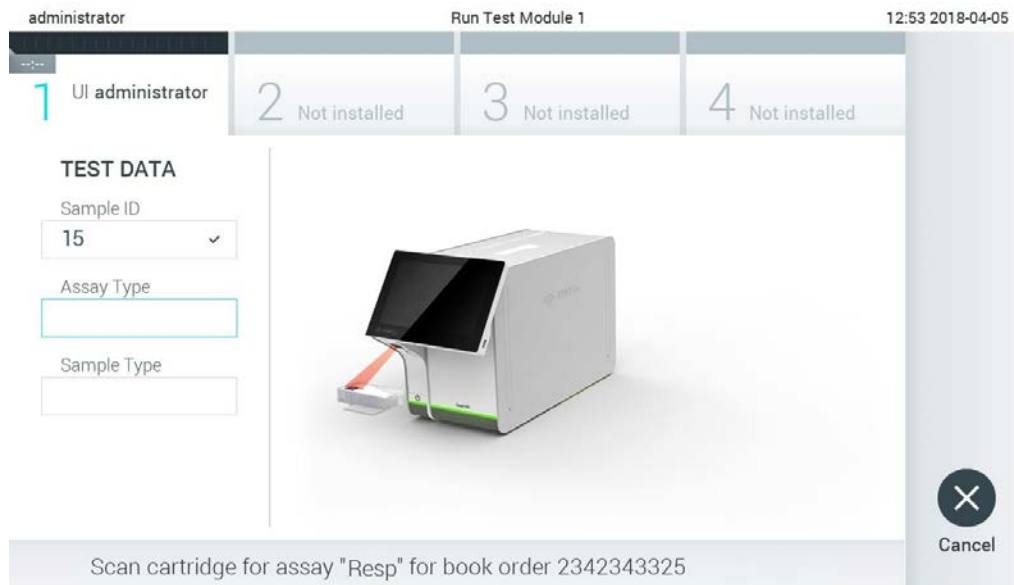 administrator
Run Test Module 1
12:53 2018-04-05
--:--
1 UI administrator
2 Not installed
3 Not installed
4 Not installed
TEST DATA
Sample ID
15
Assay Type
Sample Type
Cancel
Scan cartridge for assay "Resp" for book order 2342343325